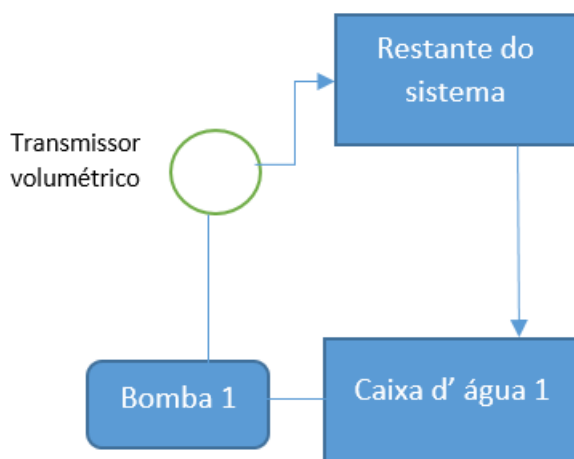 Restante do
sistema
Transmissor
volumétrico
Bomba 1
Caixa d’ água 1